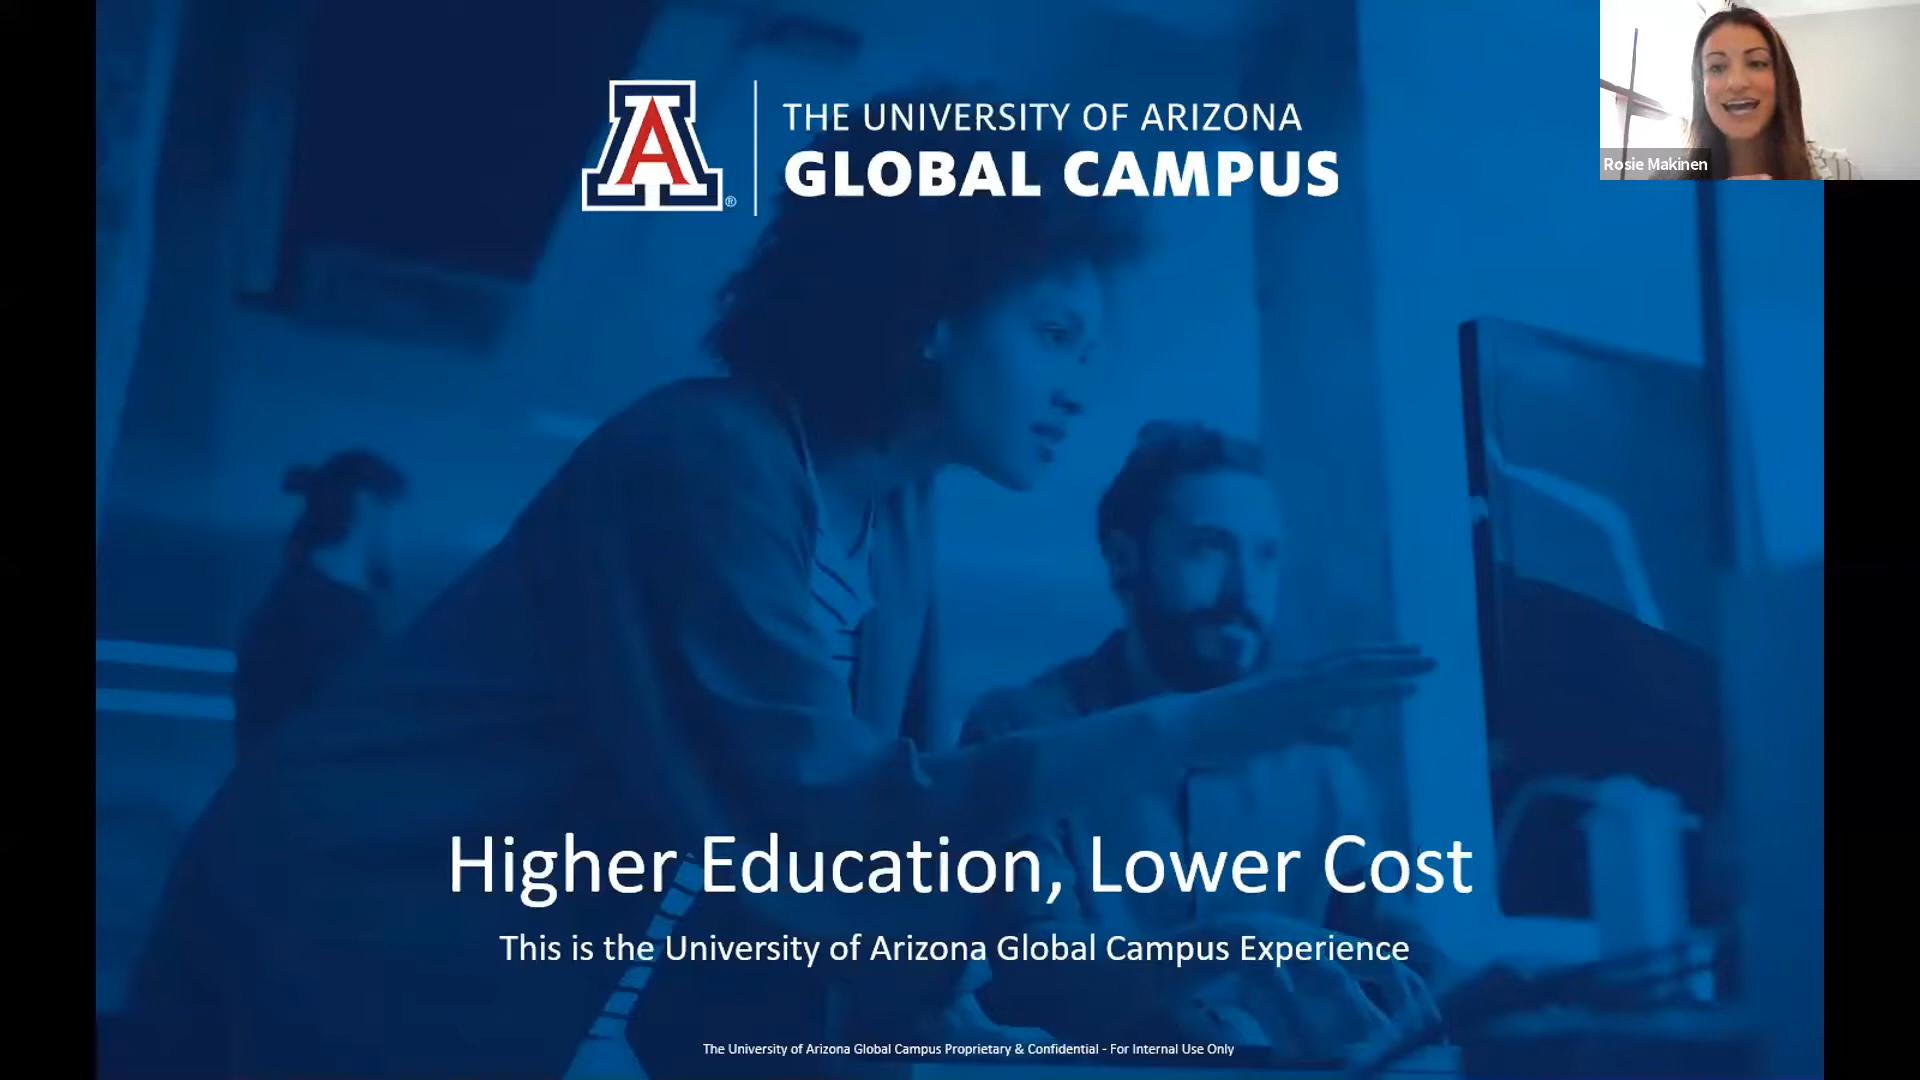 A
®
THE UNIVERSITY OF ARIZONA
GLOBAL CAMPUS
Rosie Makinen
Higher Education, Lower Cost
This is the University of Arizona Global Campus Experience
The University of Arizona Global Campus Proprietary & Confidential - For Internal Use Only